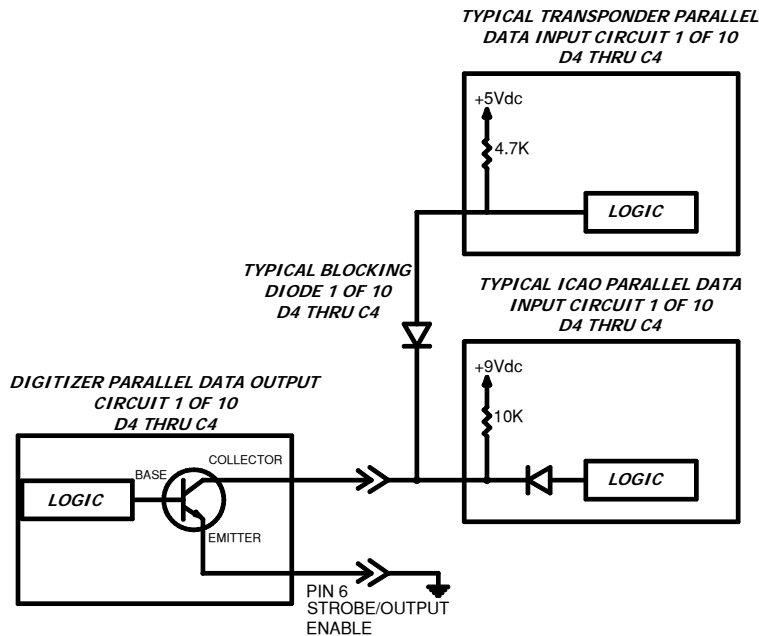 TYPICAL TRANSPONDER PARALLEL
DATA INPUT CIRCUIT 1 OF 10
D4 THRU C4
+5Vdc
4.7K
LOGIC
TYPICAL BLOCKING
DIODE 1 OF 10
D4 THRU C4
TYPICAL ICAO PARALLEL DATA
INPUT CIRCUIT 1 OF 10
D4 THRU C4
+9Vdc
10K
LOGIC
DIGITIZER PARALLEL DATA OUTPUT
CIRCUIT 1 OF 10
D4 THRU C4
COLLECTOR
BASE
LOGIC
EMITTER
PIN 6
STROBE/OUTPUT
ENABLE